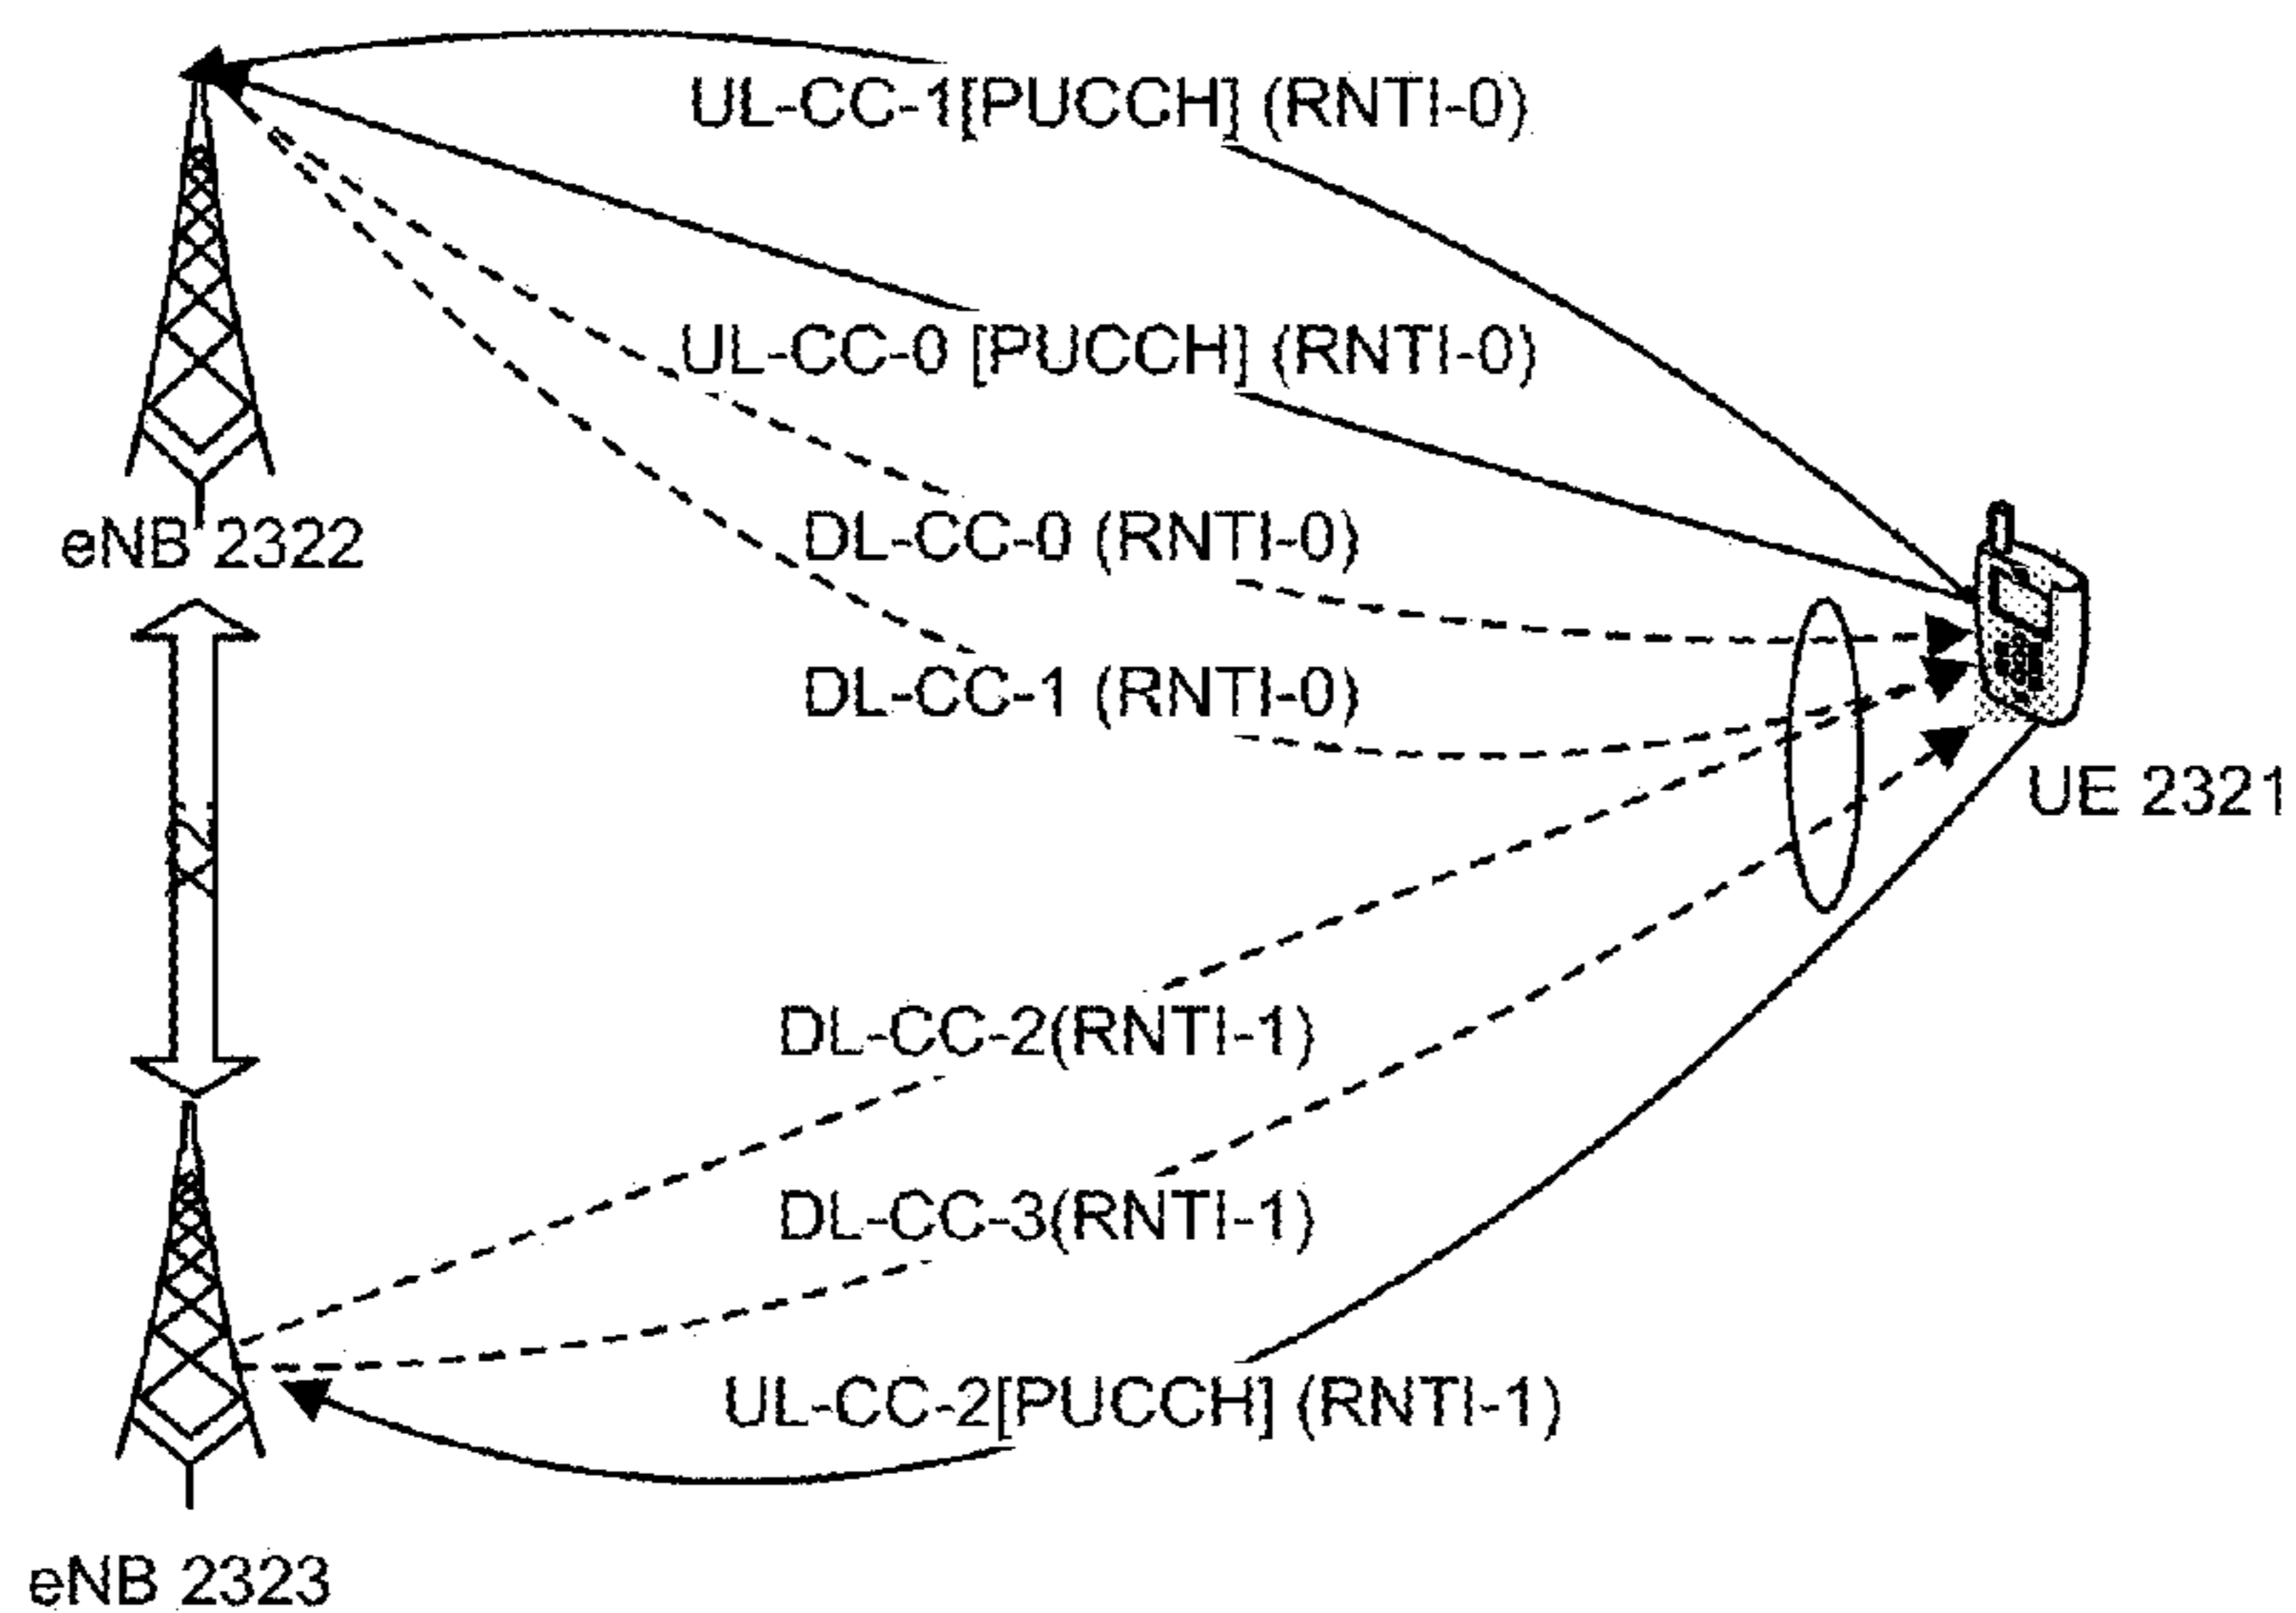 UL-CC-1[PUCCH] (RNTI-0)
UL-CC-0 [PUCCH] (RNTI-0)
DL-CC-0 (RNTI-0)
eNB 2322
DL-CC-1 (RNTI-0)
UE 2321
X2
DL-CC-2(RNTI-1)
DL-CC-3(RNTI-1)
UL-CC-2[PUCCH] (RNTI-1)
eNB 2323